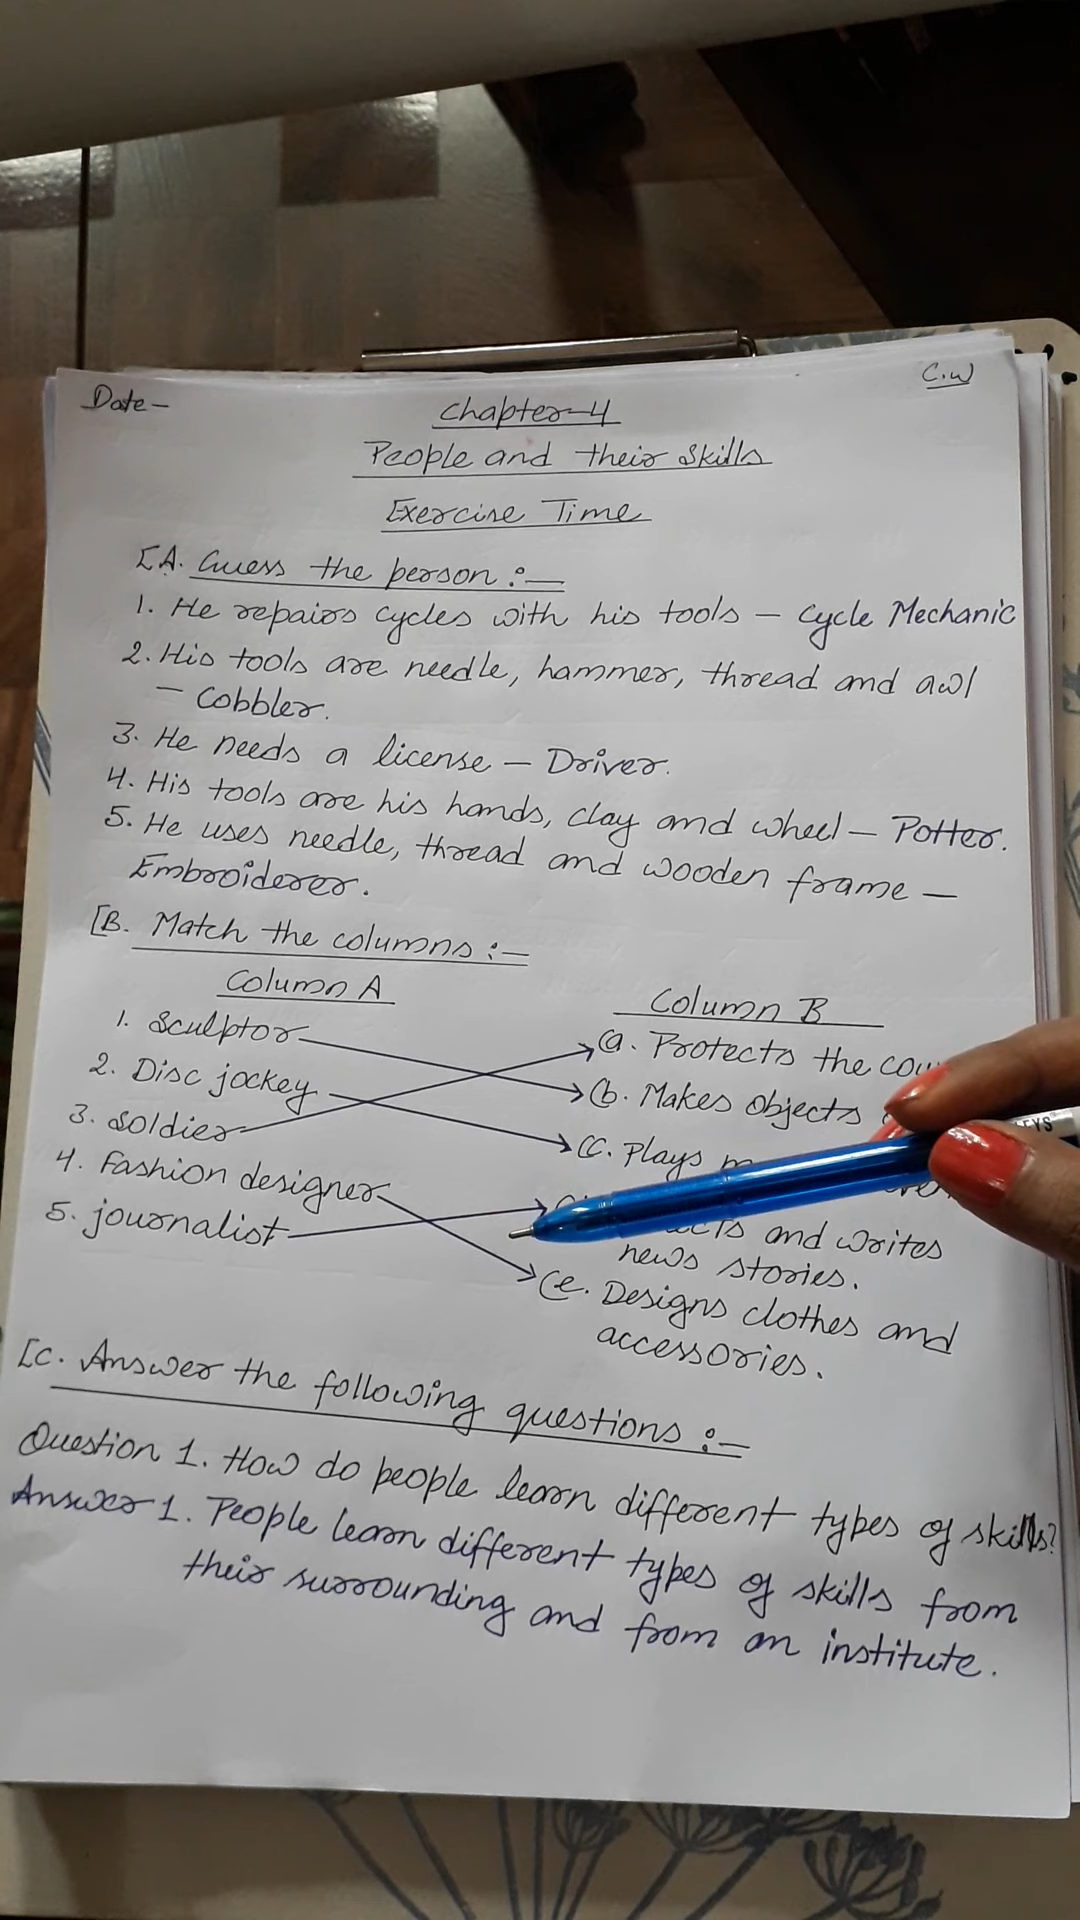 Date-
C.W
Chapter-4
People and their Skills
Exercise Time
[A. Guess the person :-
1. He repairs cycles with his tools - Cycle Mechanic
2. His tools are needle, hammer, thread and awl
- Cobbler.
3. He needs a license - Driver.
4. His tools are his hands, clay and wheel - Potter.
5. He uses needle, thread and wooden frame -
Embroiderer.
[B. Match the columns :-
Column A
Column B
1. Sculptor
(a. Protects the
2. Disc jockey
(b. Makes objects
3. Soldier
(c. Plays
4. Fashion designer
5. journalist
and writes
news stories.
(e. Designs clothes and
accessories.
[C. Answer the following questions :-
Question 1. How do people learn different types of skills?
Answer 1. People learn different types of skills from
their surrounding and from an institute.